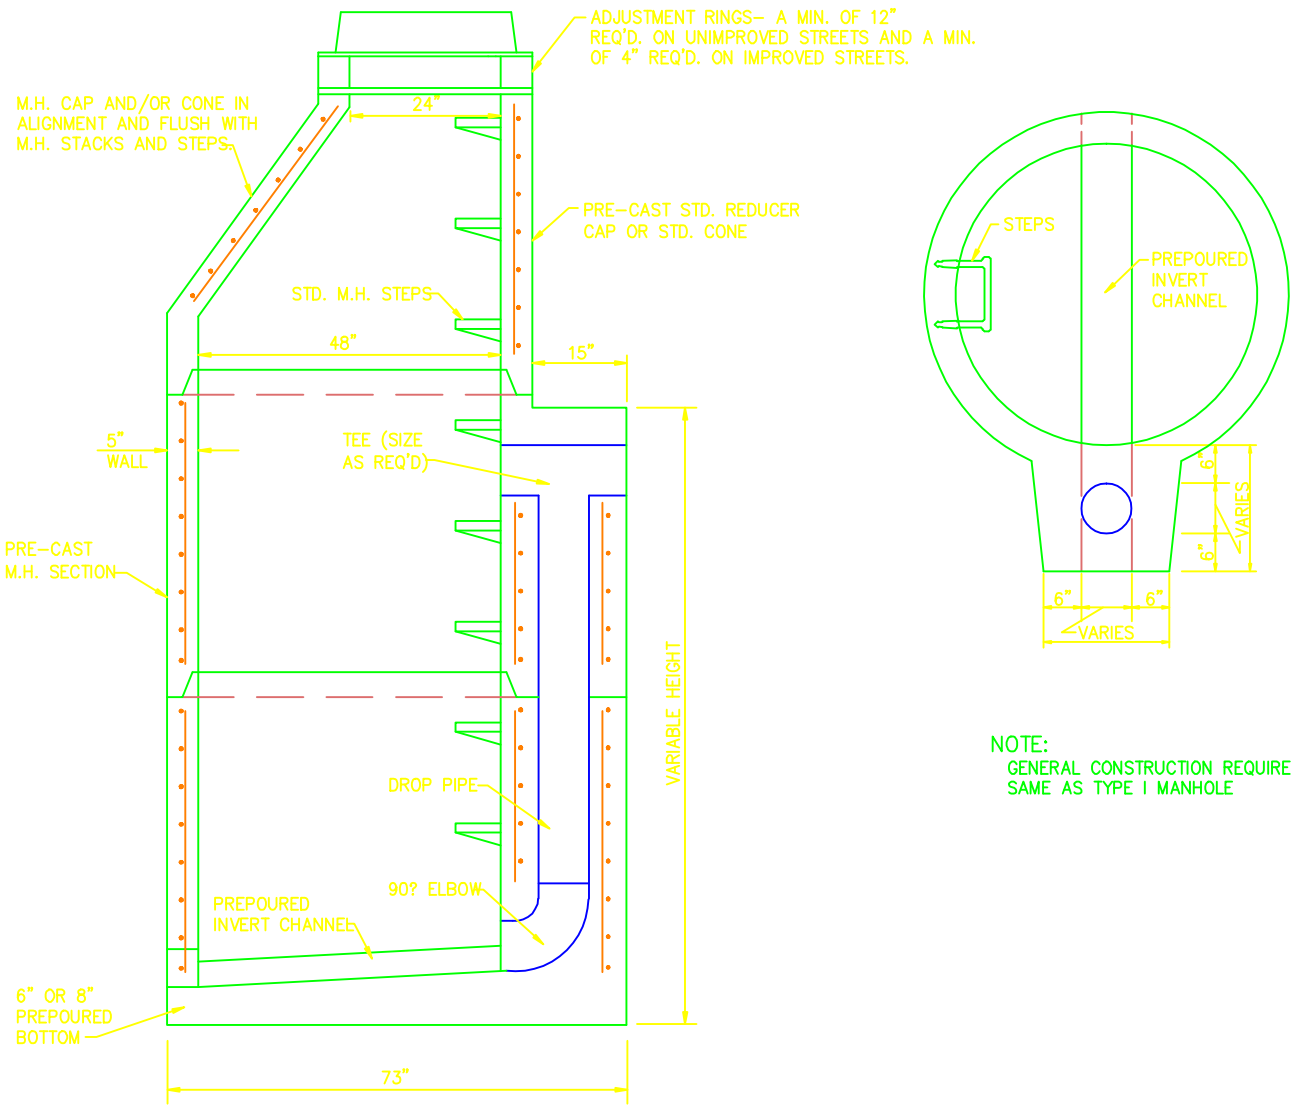 ADJUSTMENT RINGS- A MIN. OF 12"
REQ'D. ON UNIMPROVED STREETS AND A MIN.
OF 4" REQ'D. ON IMPROVED STREETS.
M.H. CAP AND/OR CONE IN
ALIGNMENT AND FLUSH WITH
M.H. STACKS AND STEPS.
24"
PRE-CAST STD. REDUCER
CAP OR STD. CONE
STEPS
PREPOURED
INVERT
CHANNEL
STD. M.H. STEPS
48"
15"
5"
WALL
TEE (SIZE
AS REQ'D)
6"
VARIES
6"
PRE-CAST
M.H. SECTION
6"
6"
VARIES
VARIABLE HEIGHT
NOTE:
GENERAL CONSTRUCTION REQUIRE
SAME AS TYPE I MANHOLE
DROP PIPE
90? ELBOW
PREPOURED
INVERT CHANNEL
6" OR 8"
PREPOURED
BOTTOM
73"